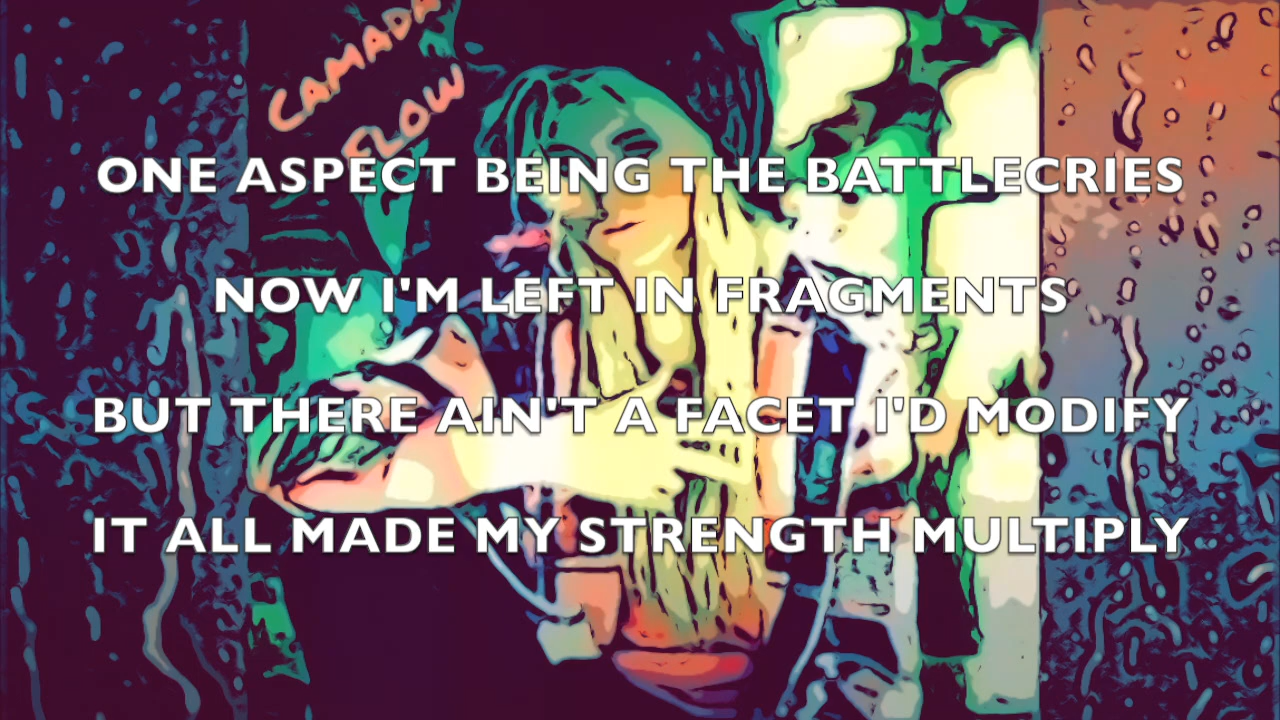 CAMADA
FLOW
ONE ASPECT BEING THE BATTLECRIES
NOW I'M LEFT IN FRAGMENTS
BUT THERE AIN'T A FACET I'D MODIFY
IT ALL MADE MY STRENGTH MULTIPLY